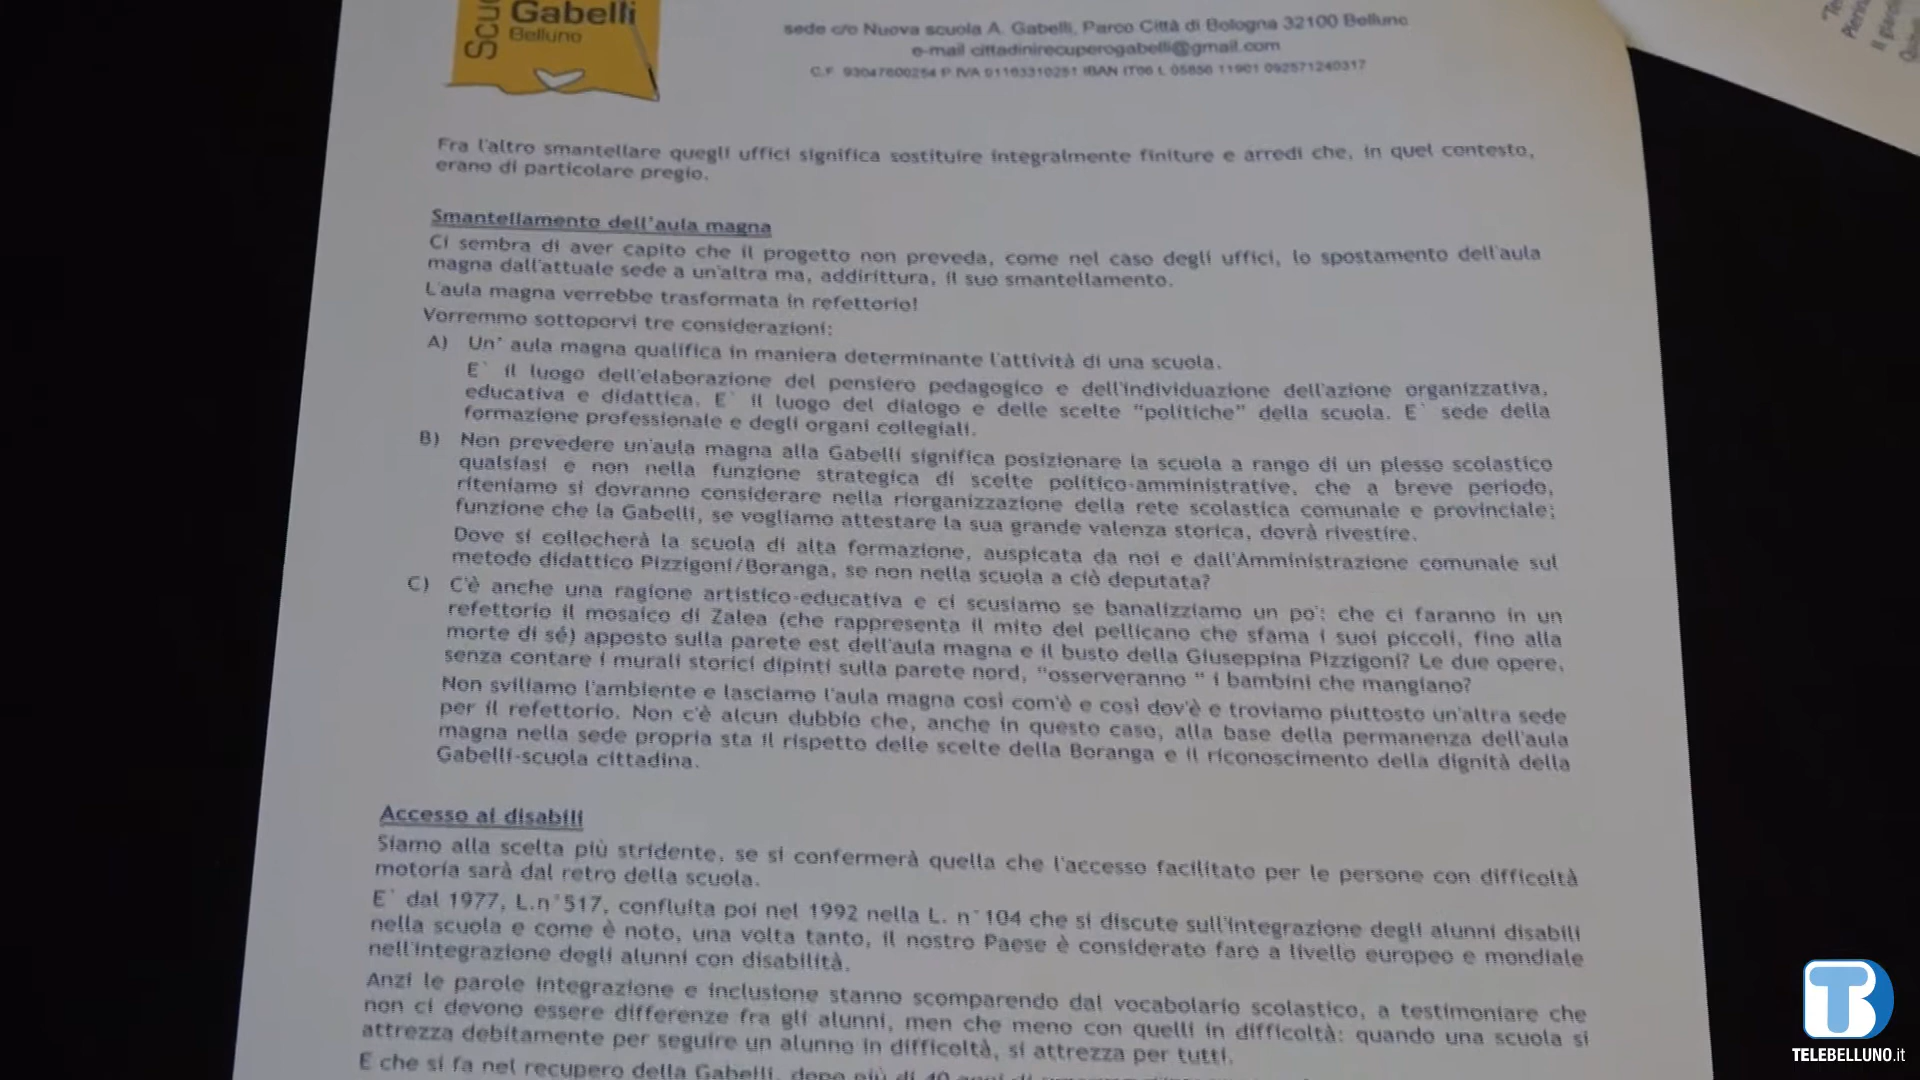 Scuo
Gabelli
Belluno
sede c/o Nuova scuola A. Gabelli, Parco Città di Bologna 32100 Belluno
e-mail cittadinirecuperogabelli@gmail.com
C.F. 93047800254 P.IVA 01183310251 IBAN IT66 L 05856 11901 092571240317
Fra l'altro smantellare quegli uffici significa sostituire integralmente finiture e arredi che, in quel contesto,
erano di particolare pregio.
Smantellamento dell'aula magna
Ci sembra di aver capito che il progetto non preveda, come nel caso degli uffici, lo spostamento dell'aula
magna dall'attuale sede a un'altra ma, addirittura, il suo smantellamento.
L'aula magna verrebbe trasformata in refettorio!
Vorremmo sottoporvi tre considerazioni:
A) Un' aula magna qualifica in maniera determinante l'attività di una scuola.
E` il luogo dell'elaborazione del pensiero pedagogico e dell'individuazione dell'azione organizzativa,
educativa e didattica. E` il luogo del dialogo e delle scelte "politiche" della scuola. E` sede della
formazione professionale e degli organi collegiali.
B) Non prevedere un'aula magna alla Gabelli significa posizionare la scuola a rango di un plesso scolastico
qualsiasi e non nella funzione strategica di scelte politico-amministrative, che a breve periodo,
riteniamo si dovranno considerare nella riorganizzazione della rete scolastica comunale e provinciale;
funzione che la Gabelli, se vogliamo attestare la sua grande valenza storica, dovrà rivestire.
Dove si collocherà la scuola di alta formazione, auspicata da noi e dall'Amministrazione comunale sul
metodo didattico Pizzigoni/Boranga, se non nella scuola a ciò deputata?
C) C'è anche una ragione artistico-educativa e ci scusiamo se banalizziamo un po': che ci faranno in un
refettorio il mosaico di Zalea (che rappresenta il mito del pellicano che sfama i suoi piccoli, fino alla
morte di sé) apposto sulla parete est dell'aula magna e il busto della Giuseppina Pizzigoni? Le due opere,
senza contare i murali storici dipinti sulla parete nord, "osserveranno " i bambini che mangiano?
Non sviliamo l'ambiente e lasciamo l'aula magna così com'è e così dov'è e troviamo piuttosto un'altra sede
per il refettorio. Non c'è alcun dubbio che, anche in questo caso, alla base della permanenza dell'aula
magna nella sede propria sta il rispetto delle scelte della Boranga e il riconoscimento della dignità della
Gabelli-scuola cittadina.
Accesso ai disabili
Siamo alla scelta più stridente, se si confermerà quella che l'accesso facilitato per le persone con difficoltà
motoria sarà dal retro della scuola.
E` dal 1977, L.n°517, confluita poi nel 1992 nella L. n°104 che si discute sull'integrazione degli alunni disabili
nella scuola e come è noto, una volta tanto, il nostro Paese è considerato faro a livello europeo e mondiale
nell'integrazione degli alunni con disabilità.
Anzi le parole integrazione e inclusione stanno scomparendo dal vocabolario scolastico, a testimoniare che
non ci devono essere differenze fra gli alunni, men che meno con quelli in difficoltà: quando una scuola si
attrezza debitamente per seguire un alunno in difficoltà, si attrezza per tutti.
E che si fa nel recupero della Gabelli, dopo più di 40 anni di
TELEBELLUNO.it